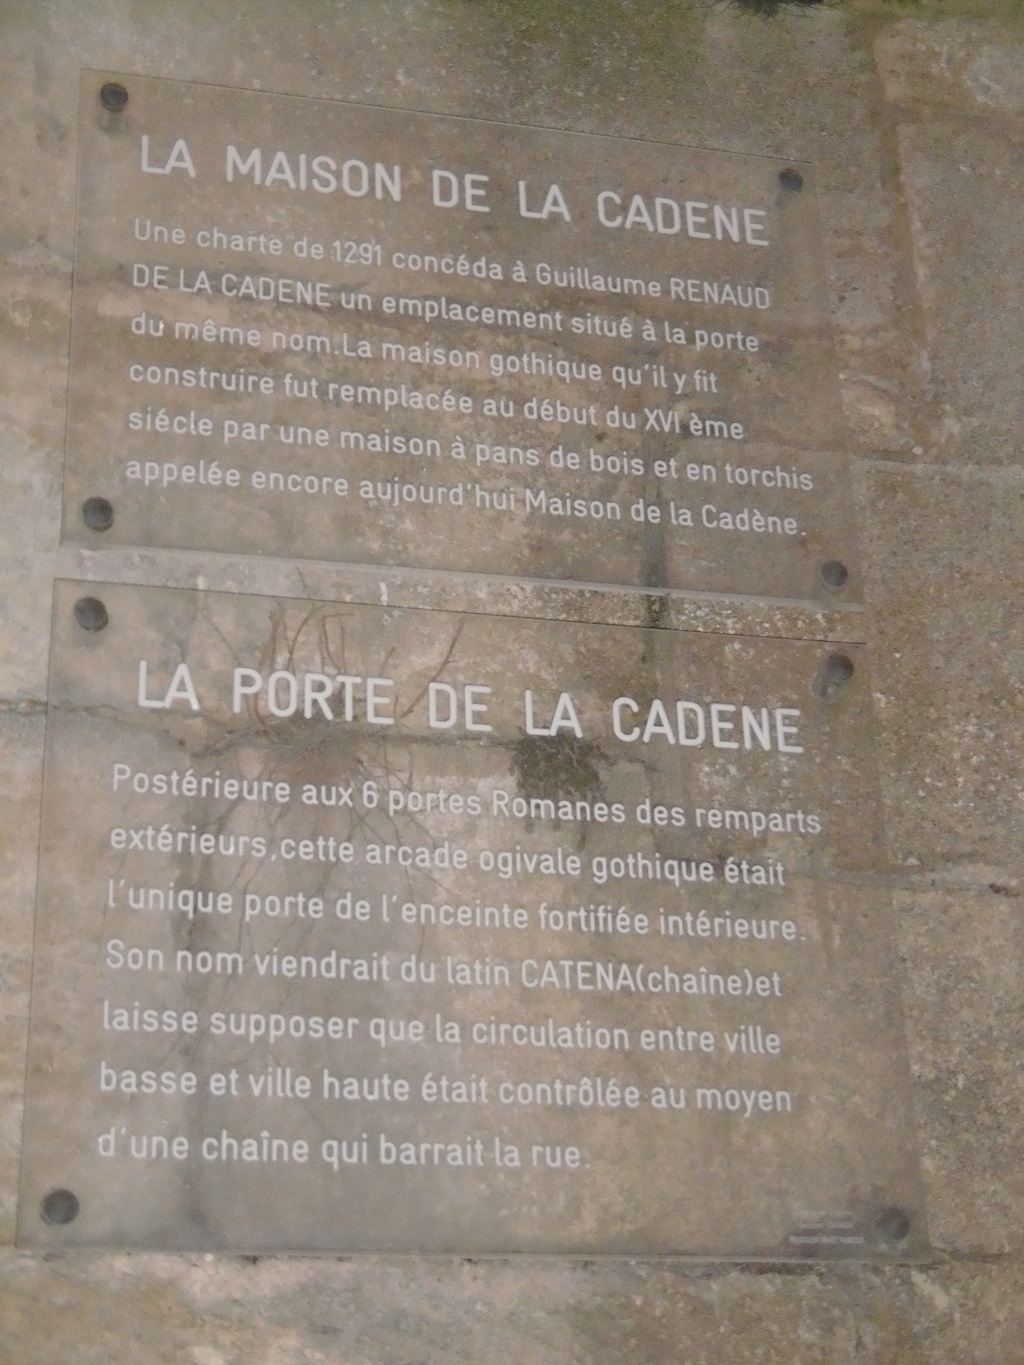 LA MAISON DE LA CADENE
Une charte de 1291 concéda à Guillaume RENAUD
DE LA CADENE un emplacement situé à la porte
du même nom.La maison gothique qu'il y fit
construire fut remplacée au début du XVI ème
siécle par une maison à pans de bois et en torchis
appelée encore aujourd'hui Maison de la Cadène.
LA PORTE DE LA CADENE
Postérieure aux 6 portes Romanes des remparts
extérieurs,cette arcade ogivale gothique était
l'unique porte de l'enceinte fortifiée intérieure.
Son nom viendrait du latin CATENA(chaîne)et
laisse supposer que la circulation entre ville
basse et ville haute était contrôlée au moyen
d'une chaîne qui barrait la rue.